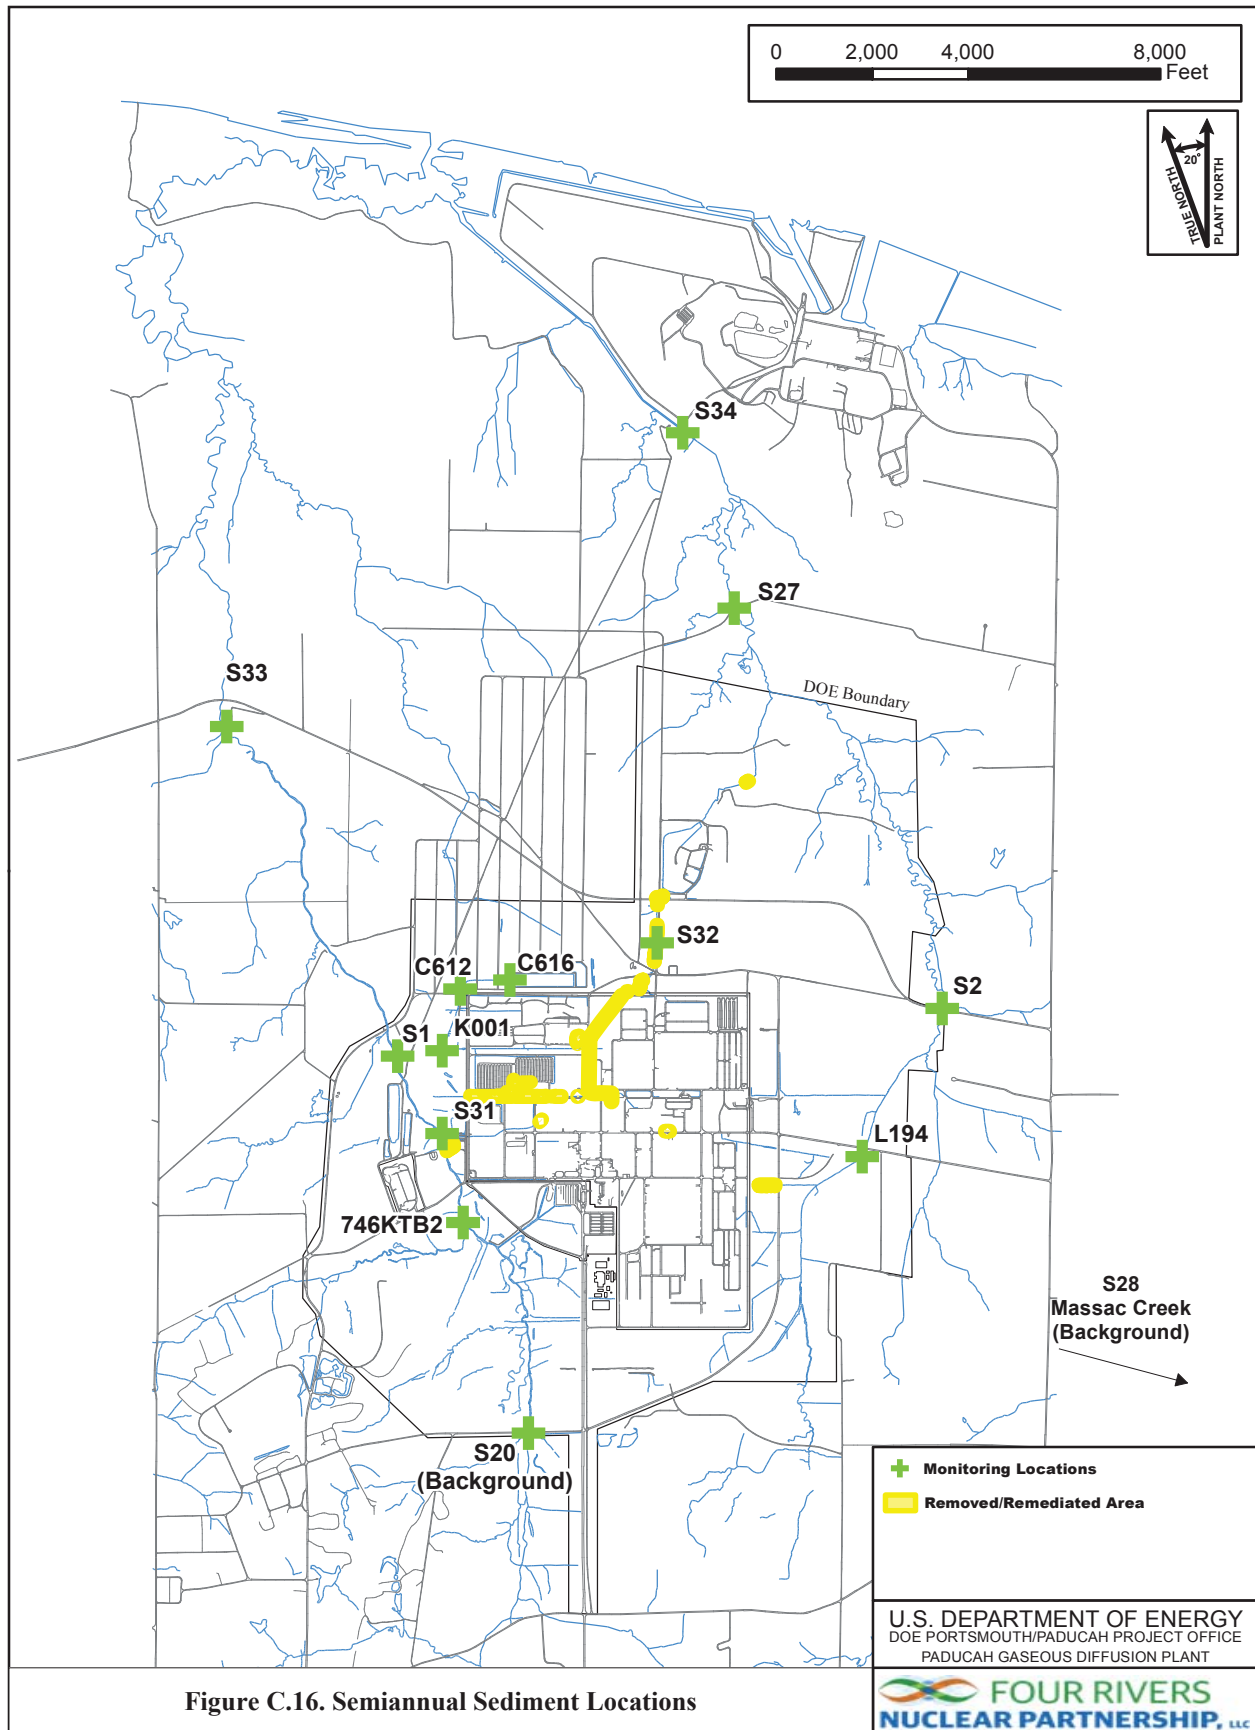 0 2,000 4,000 8,000
Feet
20°
TRUE NORTH
PLANT NORTH
S34
S27
S33
DOE Boundary
S32
C612
C616
S2
S1
K001
S31
L194
746KTB2
S28
Massac Creek
(Background)
S20
(Background)
Monitoring Locations
Removed/Remediated Area
U.S. DEPARTMENT OF ENERGY
DOE PORTSMOUTH/PADUCAH PROJECT OFFICE
PADUCAH GASEOUS DIFFUSION PLANT
FOUR RIVERS
NUCLEAR PARTNERSHIP, LLC
Figure C.16. Semiannual Sediment Locations